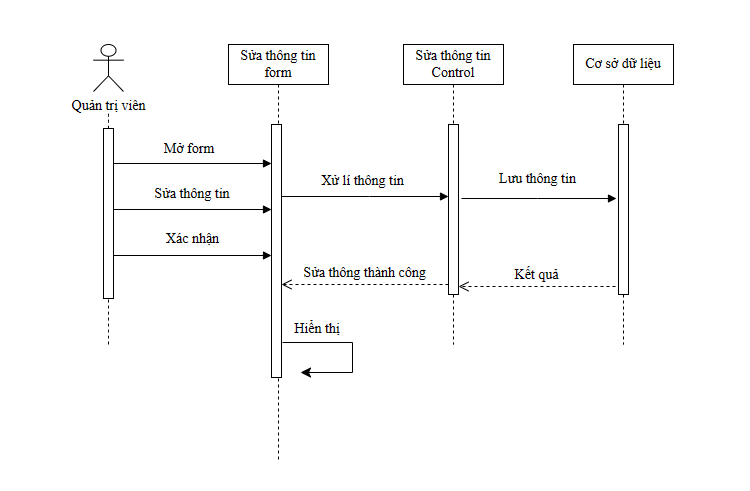 Sửa thông tin
form
Sửa thông tin
Control
Cơ sở dữ liệu
Quản trị viên
Mở form
Xử lí thông tin
Lưu thông tin
Sửa thông tin
Xác nhận
Sửa thông thành công
Kết quả
Hiển thị